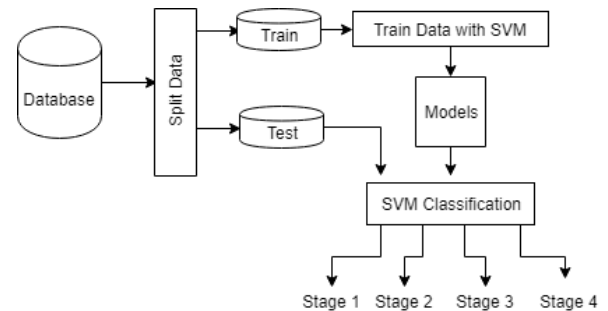 Database
Split Data
Train
Train Data with SVM
Test
Models
SVM Classification
Stage 1
Stage 2
Stage 3
Stage 4